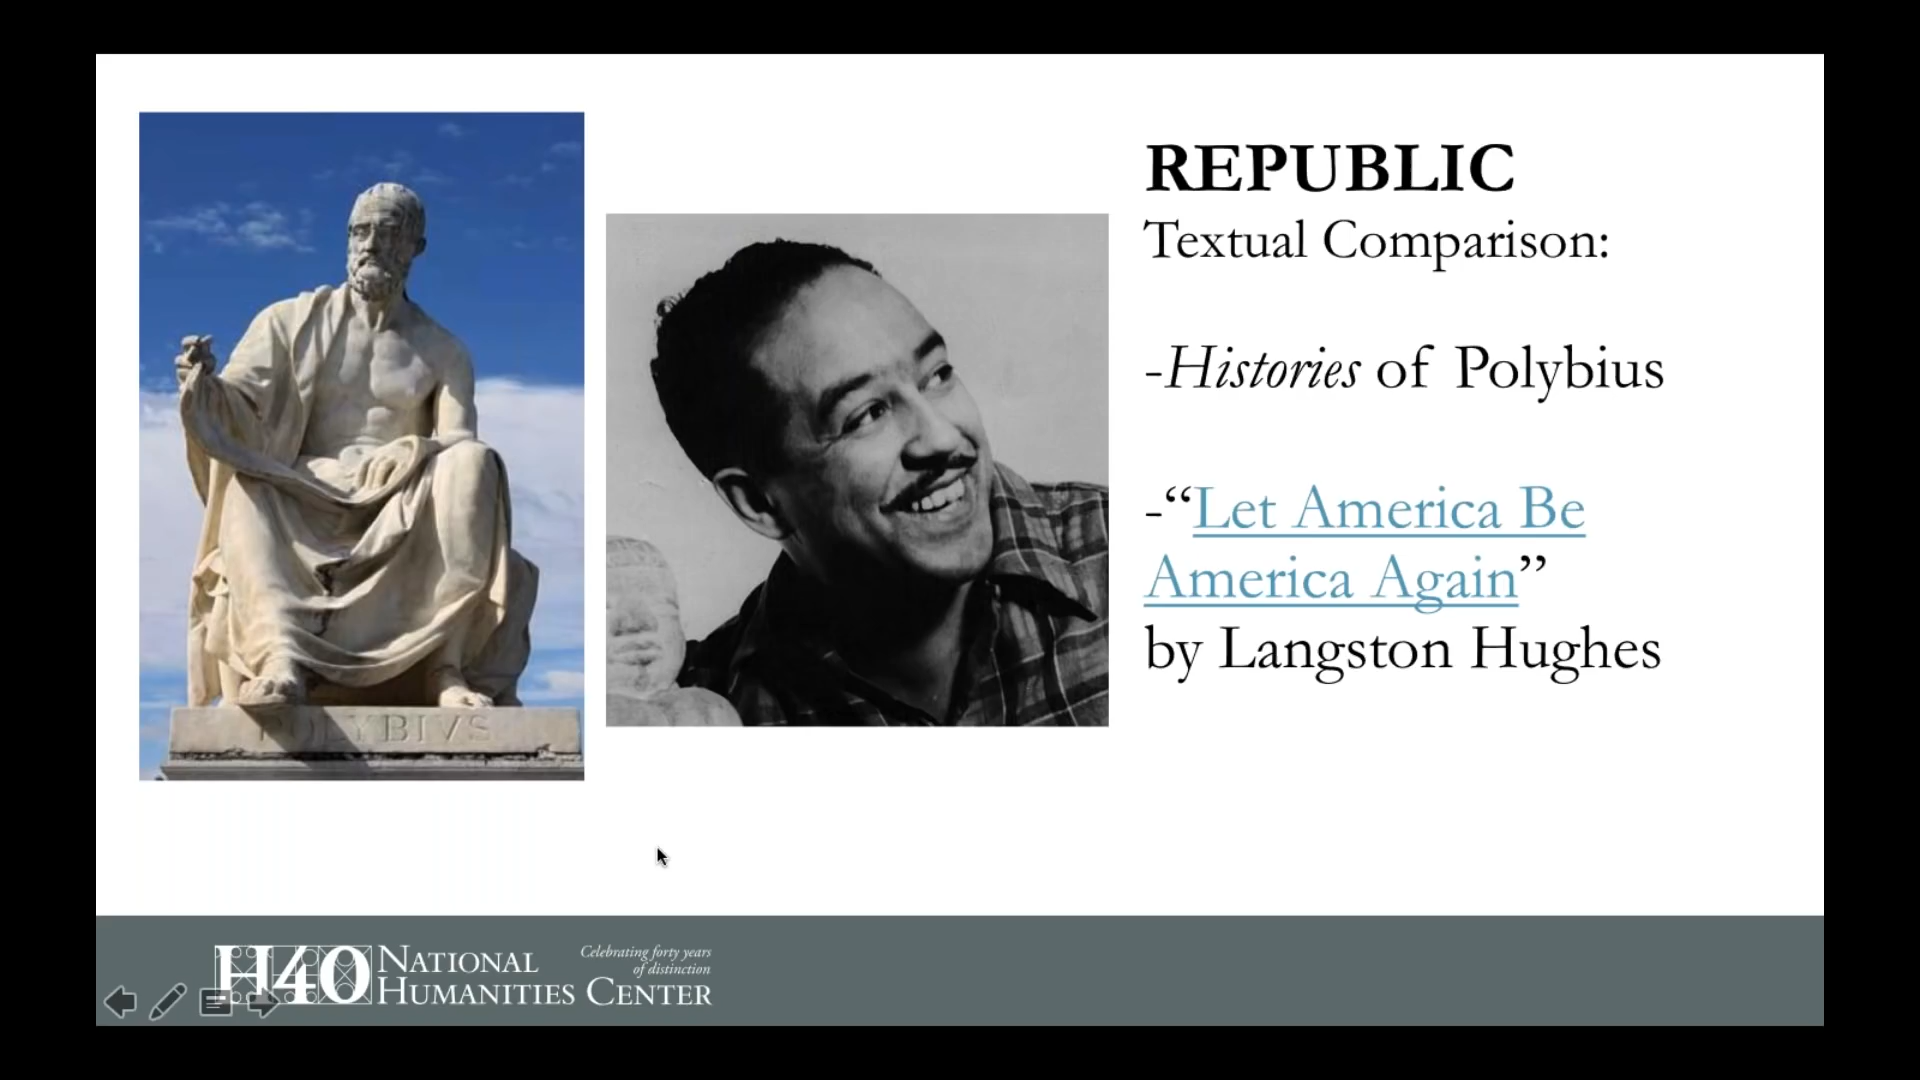 REPUBLIC
Textual Comparison:
-Histories of Polybius
-“Let America Be
America Again”
by Langston Hughes
POLYBIVS
H40 NATIONAL
HUMANITIES CENTER
Celebrating forty years
of distinction